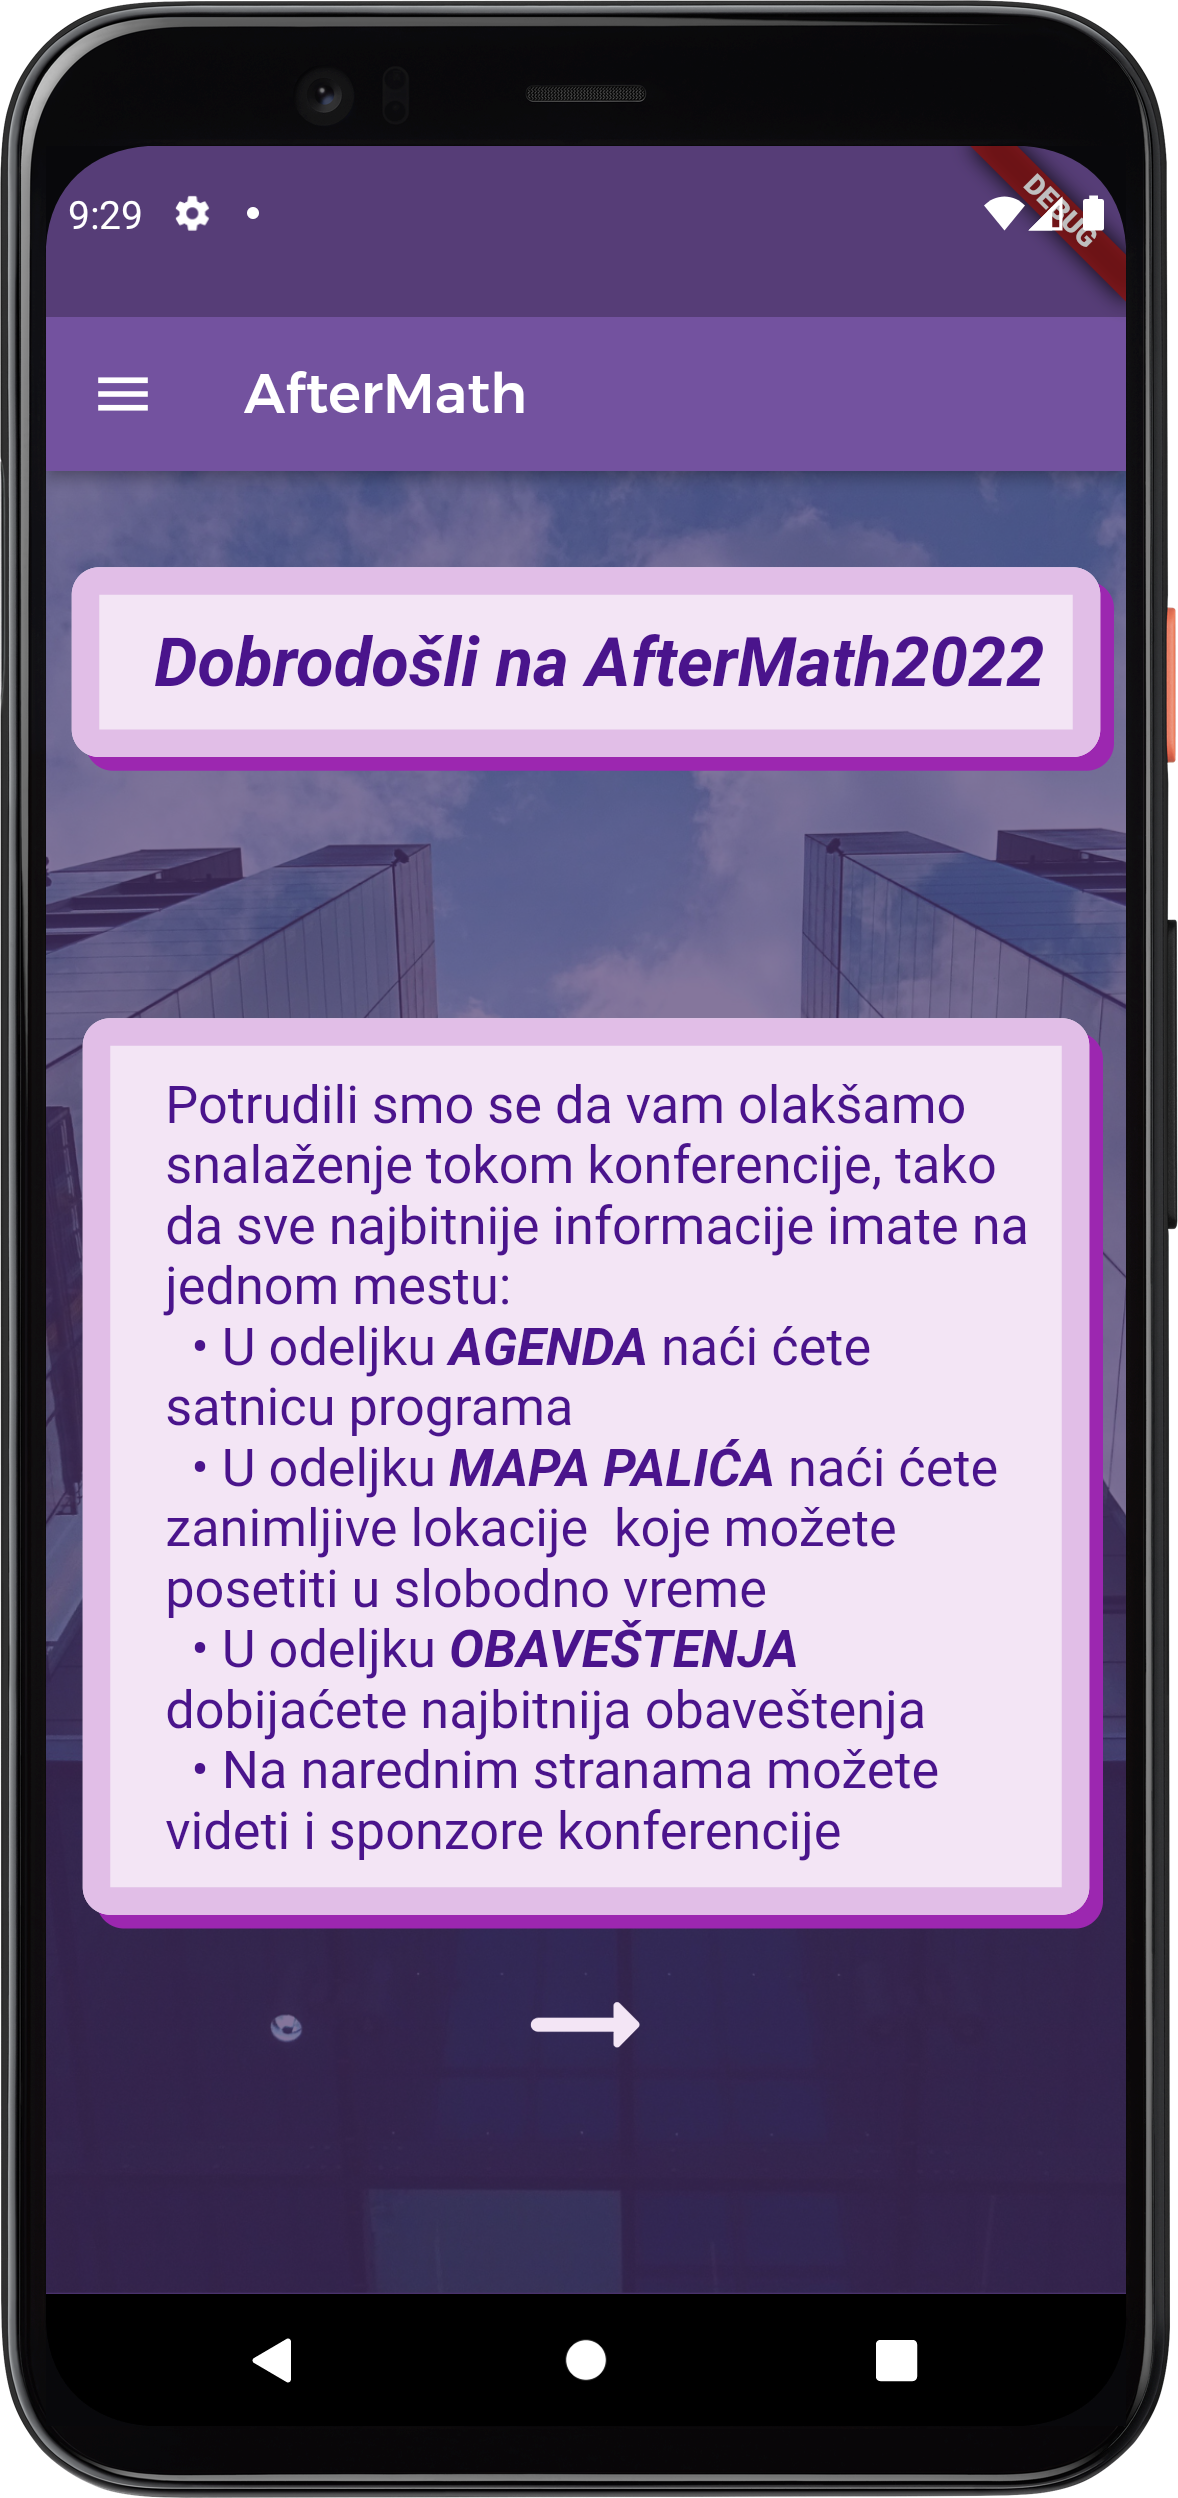 9:29
DEBUG
AfterMath
Dobrodošli na AfterMath2022
Potrudili smo se da vam olakšamo
snalaženje tokom konferencije, tako
da sve najbitnije informacije imate na
jednom mestu:
• U odeljku AGENDA naći ćete
satnicu programa
• U odeljku MAPA PALIĆA naći ćete
zanimljive lokacije  koje možete
posetiti u slobodno vreme
• U odeljku OBAVEŠTENJA
dobijaćete najbitnija obaveštenja
• Na narednim stranama možete
videti i sponzore konferencije